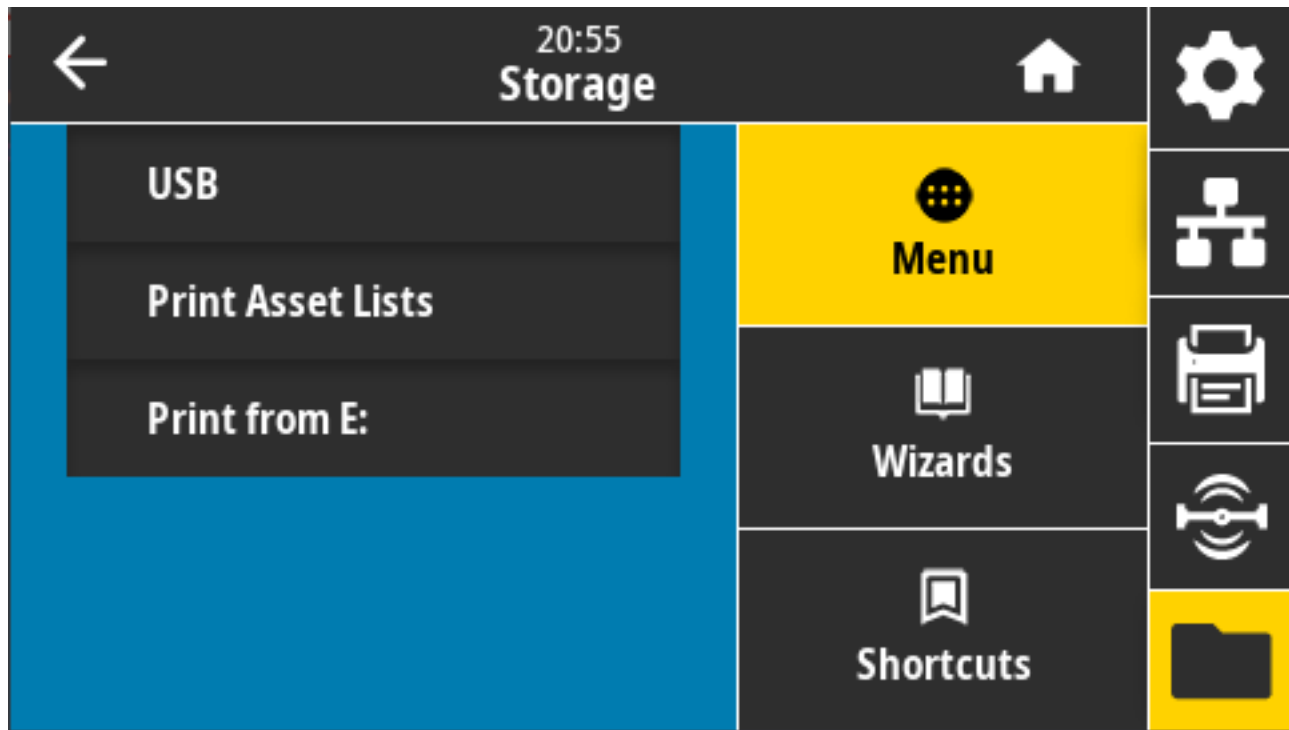 20:55
Storage
USB
Print Asset Lists
Print from E:
Menu
Wizards
Shortcuts